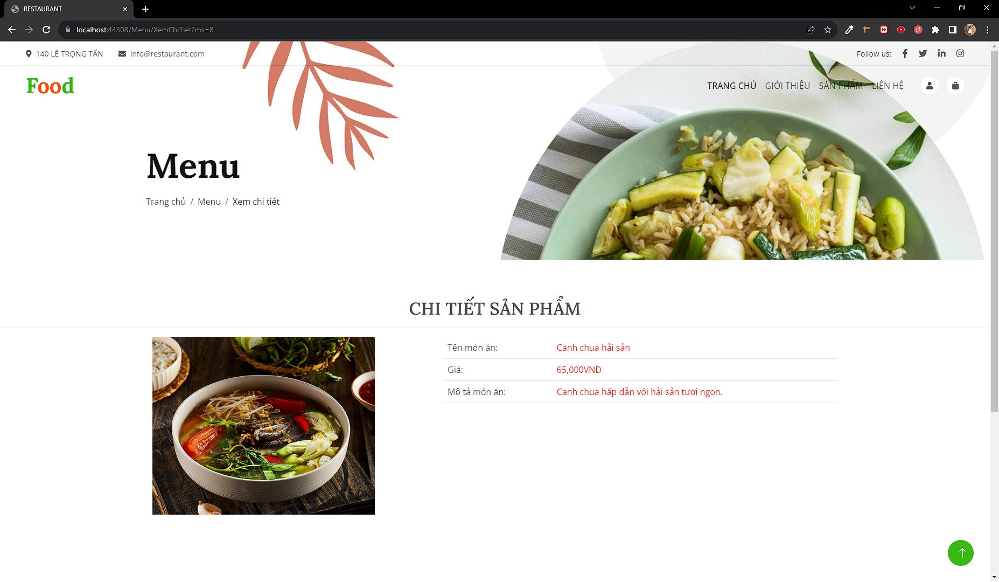 RESTAURANT
localhost:44308/Menu/XemChiTiet?ms=8
140 LÊ TRỌNG TẤN info@restaurant.com Follow us:
Food TRANG CHỦ GIỚI THIỆU SẢN PHẨM LIÊN HỆ
Menu
Trang chủ / Menu / Xem chi tiết
CHI TIẾT SẢN PHẨM
Tên món ăn: Canh chua hải sản
Giá: 65,000VNĐ
Mô tả món ăn: Canh chua hấp dẫn với hải sản tươi ngon.